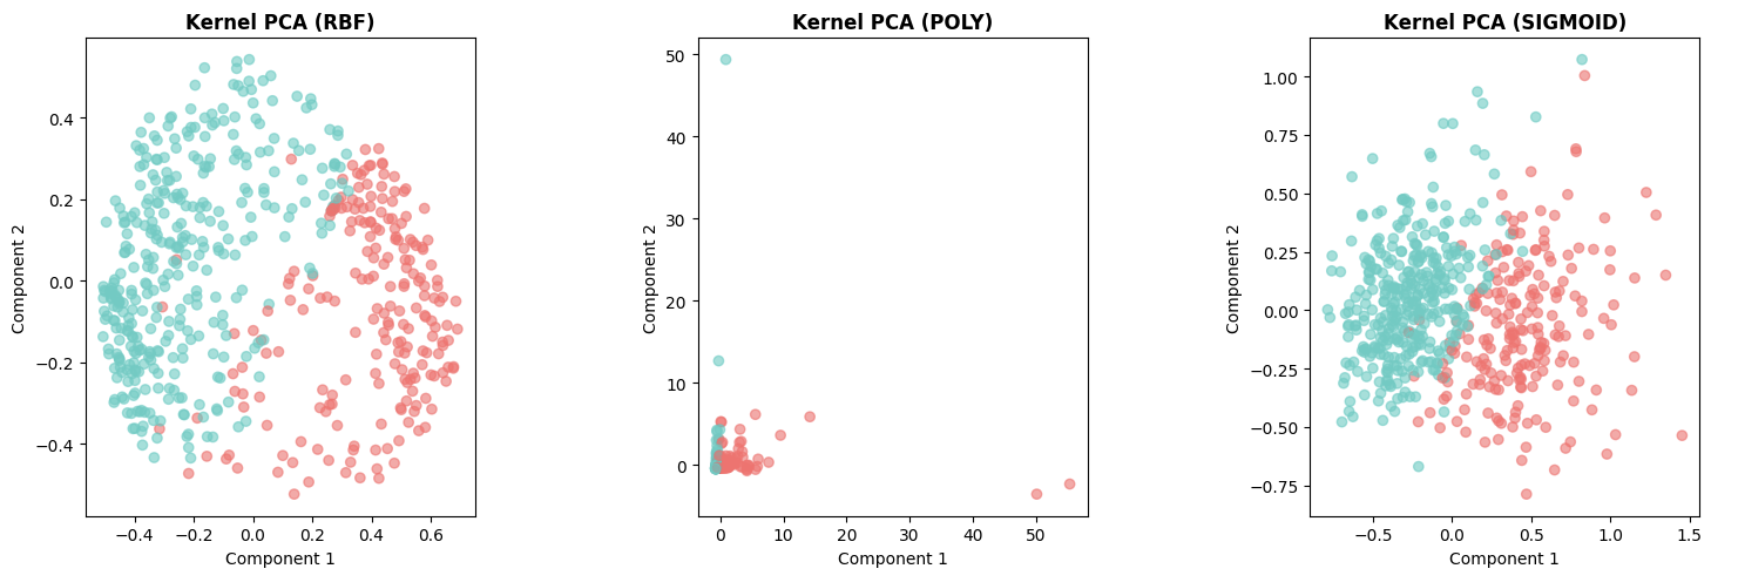 Kernel PCA (RBF)
Component 2
0.4
0.2
0.0
−0.2
−0.4
−0.4 −0.2 0.0 0.2 0.4 0.6
Component 1
Kernel PCA (POLY)
Component 2
50
40
30
20
10
0
0 10 20 30 40 50
Component 1
Kernel PCA (SIGMOID)
Component 2
1.00
0.75
0.50
0.25
0.00
−0.25
−0.50
−0.75
−0.5 0.0 0.5 1.0 1.5
Component 1